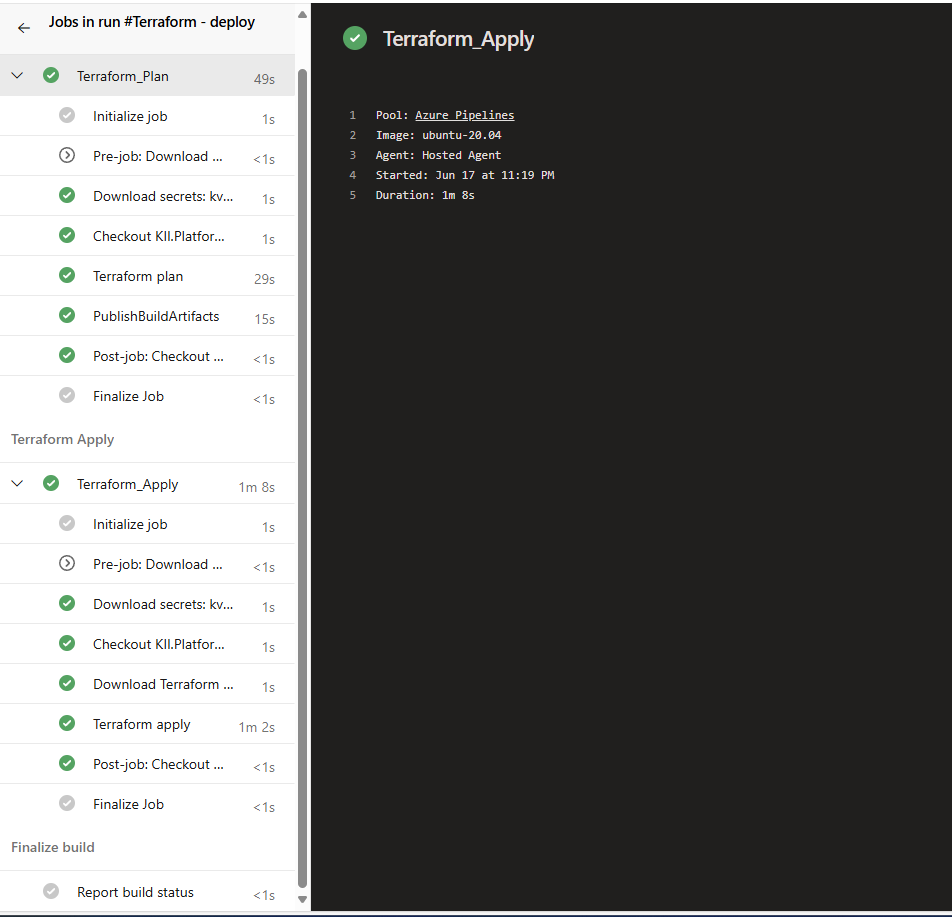 Jobs in run #Terraform - deploy
Terraform_Plan 49s
Initialize job 1s
Pre-job: Download ... <1s
Download secrets: kv... 1s
Checkout KII.Platfor... 1s
Terraform plan 29s
PublishBuildArtifacts 15s
Post-job: Checkout ... <1s
Finalize Job <1s
Terraform Apply
Terraform_Apply 1m 8s
Initialize job 1s
Pre-job: Download ... <1s
Download secrets: kv... 1s
Checkout KII.Platfor... 1s
Download Terraform ... 1s
Terraform apply 1m 2s
Post-job: Checkout ... <1s
Finalize Job <1s
Finalize build
Report build status <1s
Terraform_Apply
1 Pool: Azure Pipelines
2 Image: ubuntu-20.04
3 Agent: Hosted Agent
4 Started: Jun 17 at 11:19 PM
5 Duration: 1m 8s